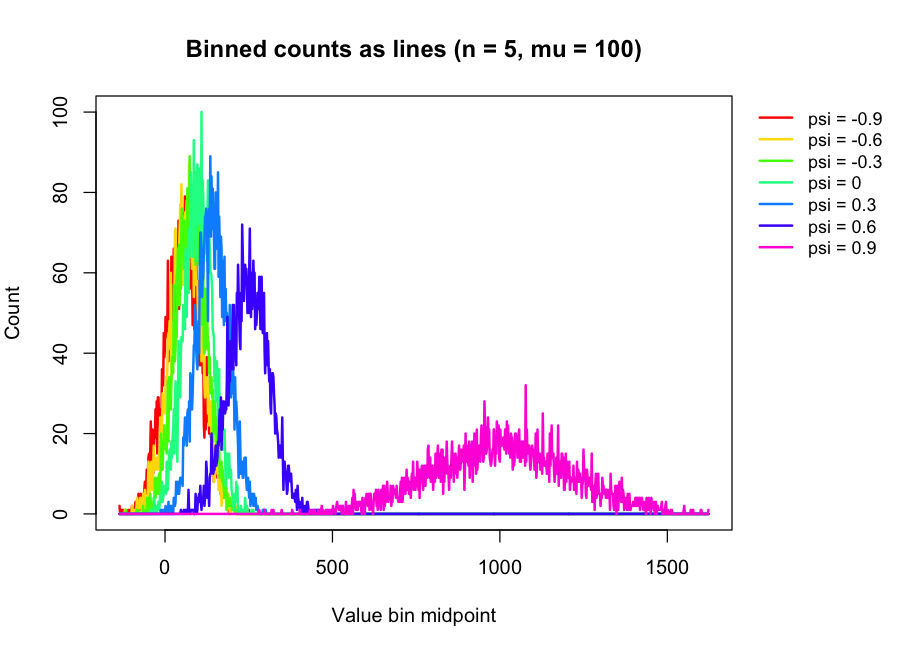 Binned counts as lines (n = 5, mu = 100)
Count
0
20
40
60
80
100
0
500
1000
1500
Value bin midpoint
psi = -0.9
psi = -0.6
psi = -0.3
psi = 0
psi = 0.3
psi = 0.6
psi = 0.9